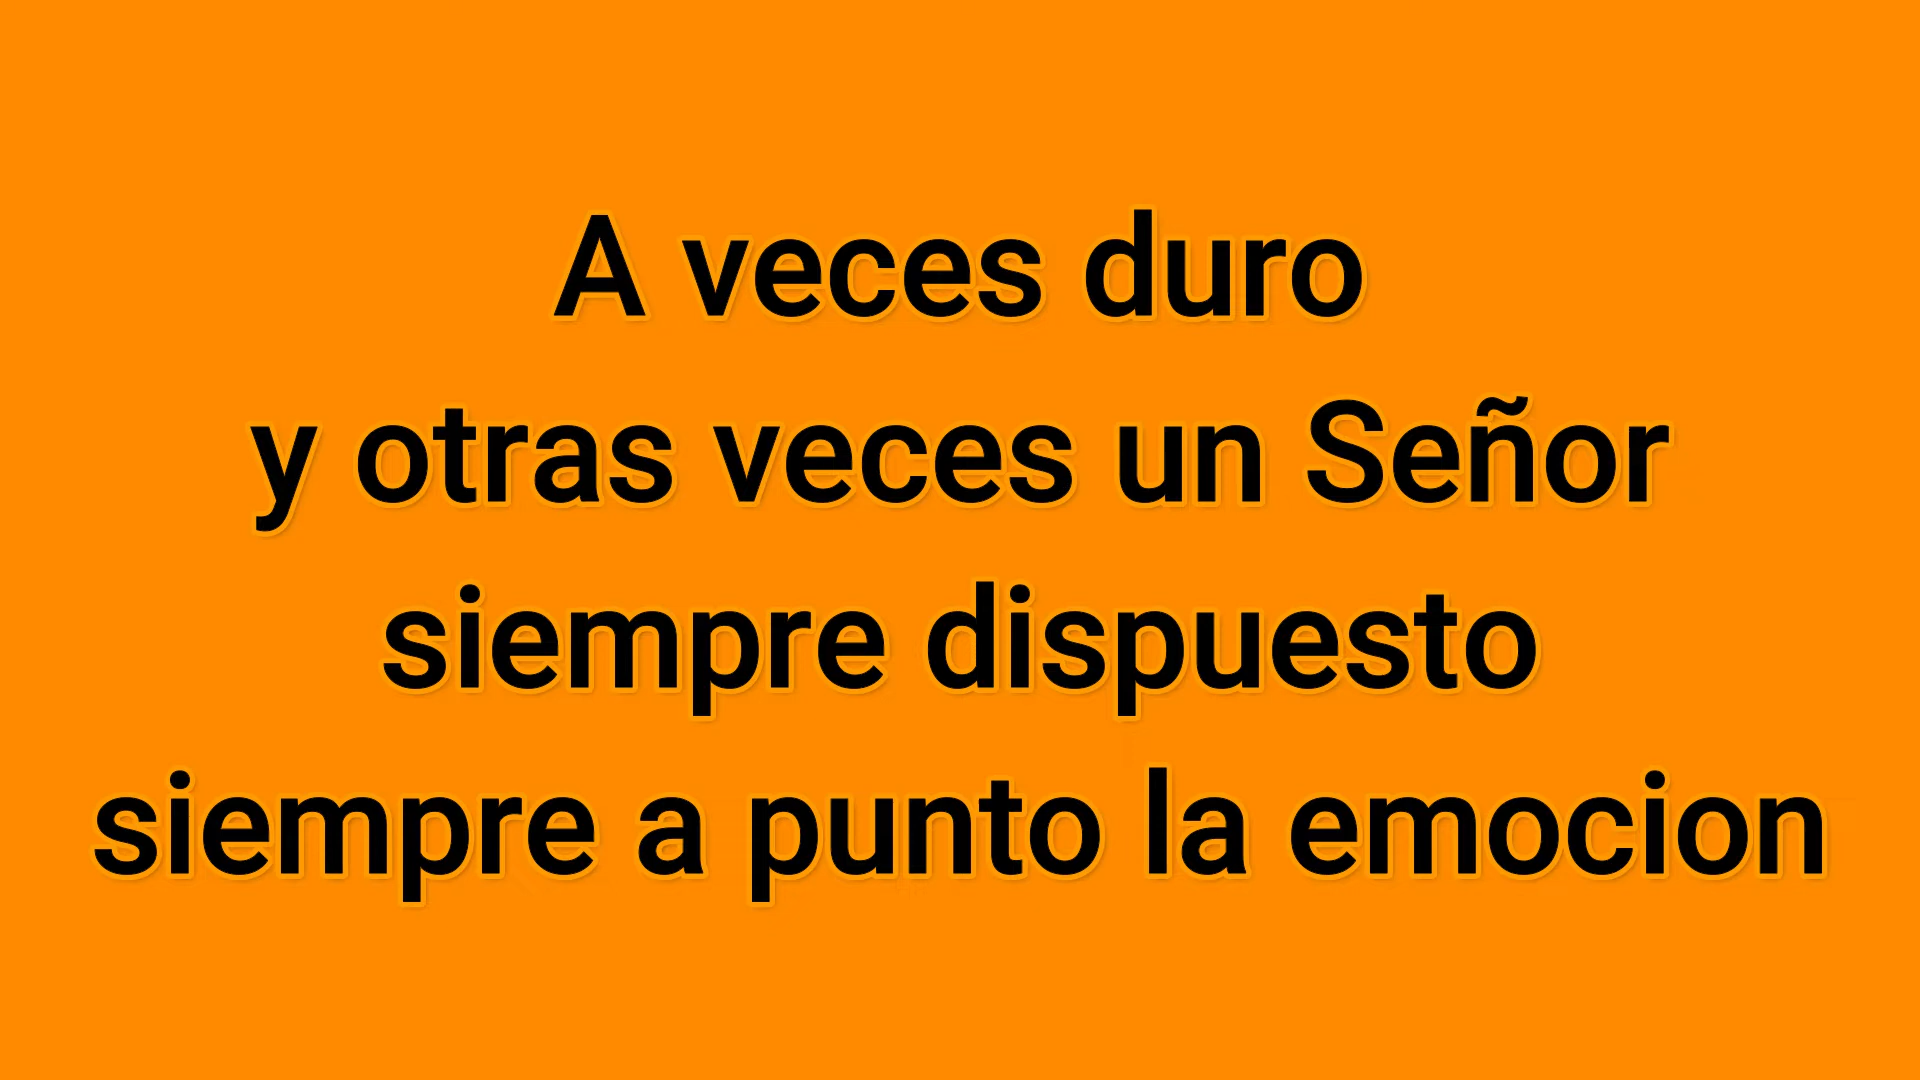 A veces duro
y otras veces un Señor
siempre dispuesto
siempre a punto la emocion